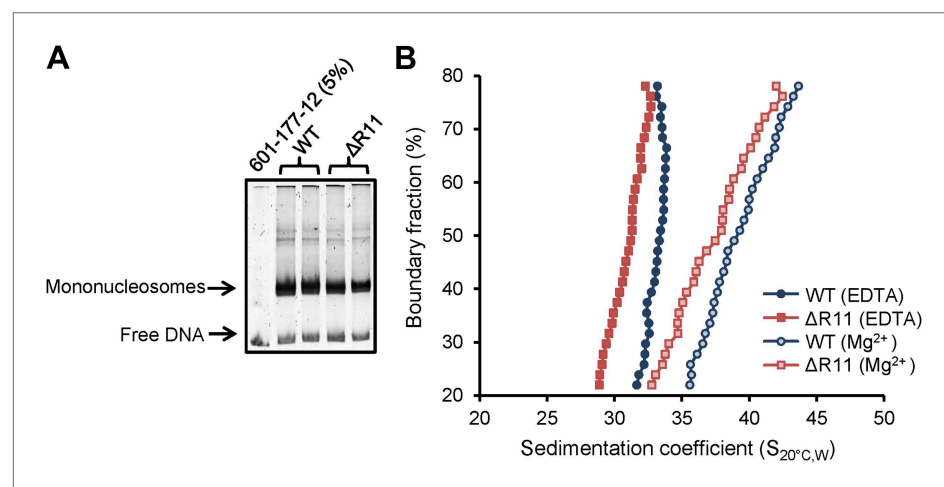 A
601-177-12 (5%)
WT
ΔR11
Mononucleosomes
Free DNA
B
Boundary fraction (%)
80
70
60
50
40
30
20
20
25
30
35
40
45
50
Sedimentation coefficient (S20°C,W)
WT (EDTA)
ΔR11 (EDTA)
WT (Mg2+)
ΔR11 (Mg2+)